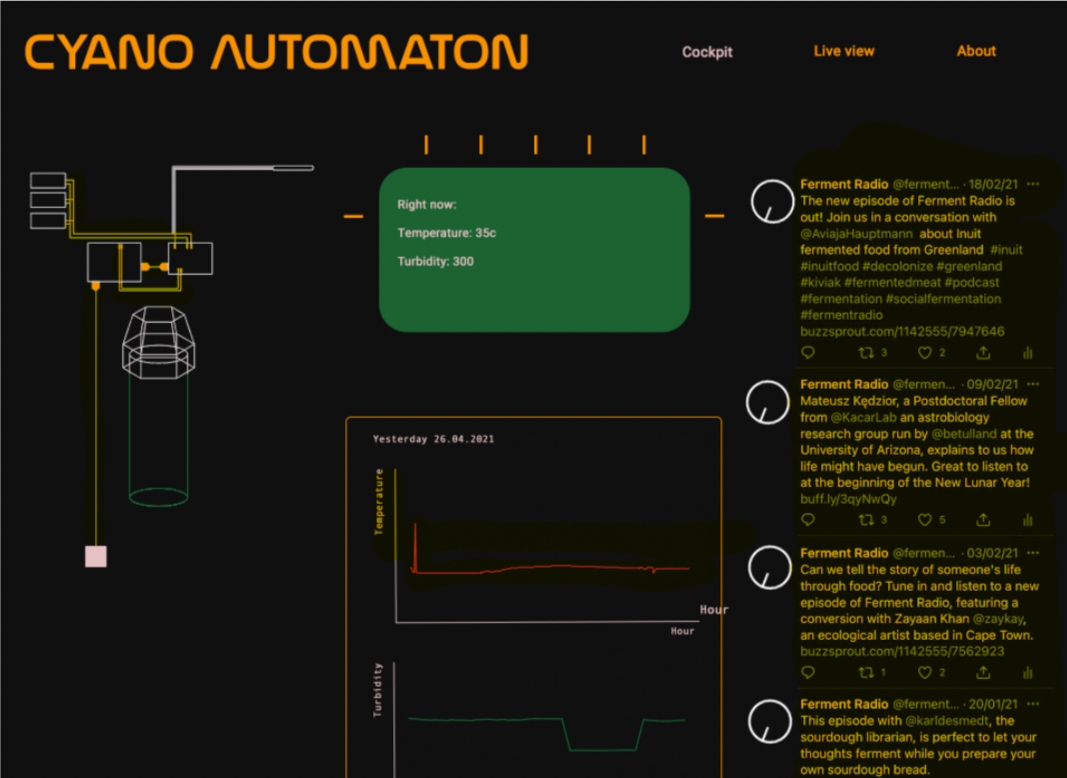 CYANO AUTOMATON
Cockpit
Live view
About
Right now:
Temperature: 35c
Turbidity: 300
Yesterday 26.04.2021
Temperature
Hour
Hour
Turbidity
Ferment Radio @ferment... · 18/02/21 ···
The new episode of Ferment Radio is
out! Join us in a conversation with
@AviajaHauptmann about Inuit
fermented food from Greenland #inuit
#inuitfood #decolonize #greenland
#kiviak #fermentedmeat #podcast
#fermentation #socialfermentation
#fermentradio
buzzsprout.com/1142555/7947646
3
2
Ferment Radio @fermen... · 09/02/21 ···
Mateusz Kędzior, a Postdoctoral Fellow
from @KacarLab an astrobiology
research group run by @betulland at the
University of Arizona, explains to us how
life might have begun. Great to listen to
at the beginning of the New Lunar Year!
buff.ly/3qyNwQy
3
5
Ferment Radio @fermen... · 03/02/21 ···
Can we tell the story of someone's life
through food? Tune in and listen to a new
episode of Ferment Radio, featuring a
conversion with Zayaan Khan @zaykay,
an ecological artist based in Cape Town.
buzzsprout.com/1142555/7562923
1
2
Ferment Radio @ferment... · 20/01/21 ···
This episode with @karldesmedt, the
sourdough librarian, is perfect to let your
thoughts ferment while you prepare your
own sourdough bread.